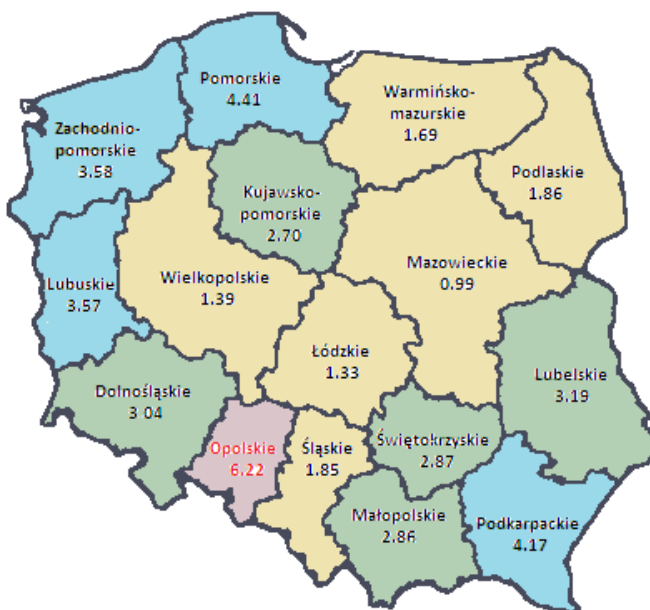 Pomorskie
4.41
Warmińsko-
mazurskie
1.69
Zachodnio-
pomorskie
3.58
Podlaskie
1.86
Kujawsko-
pomorskie
2.70
Mazowieckie
0.99
Wielkopolskie
1.39
Lubuskie
3.57
Łódzkie
1.33
Lubelskie
3.19
Dolnośląskie
3 04
Opolskie
6.22
Śląskie
1.85
Świętokrzyskie
2.87
Małopolskie
2.86
Podkarpackie
4.17